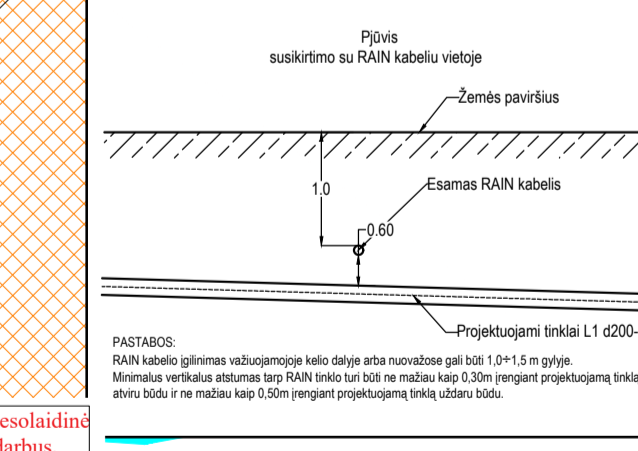 Pjūvis
susikirtimo su RAIN kabeliu vietoje
Žemės paviršius
1.0
Esamas RAIN kabelis
0.60
Projektuojami tinklai L1 d200-
PASTABOS:
RAIN kabelio įgilinimas važiuojamojoje kelio dalyje arba nuovažose gali būti 1,0÷1,5 m gylyje.
Minimalus vertikalus atstumas tarp RAIN tinklo turi būti ne mažiau kaip 0,30m įrengiant projektuojamą tinklą
atviru būdu ir ne mažiau kaip 0,50m įrengiant projektuojamą tinklą uždaru būdu.
esolaidinė
darbus